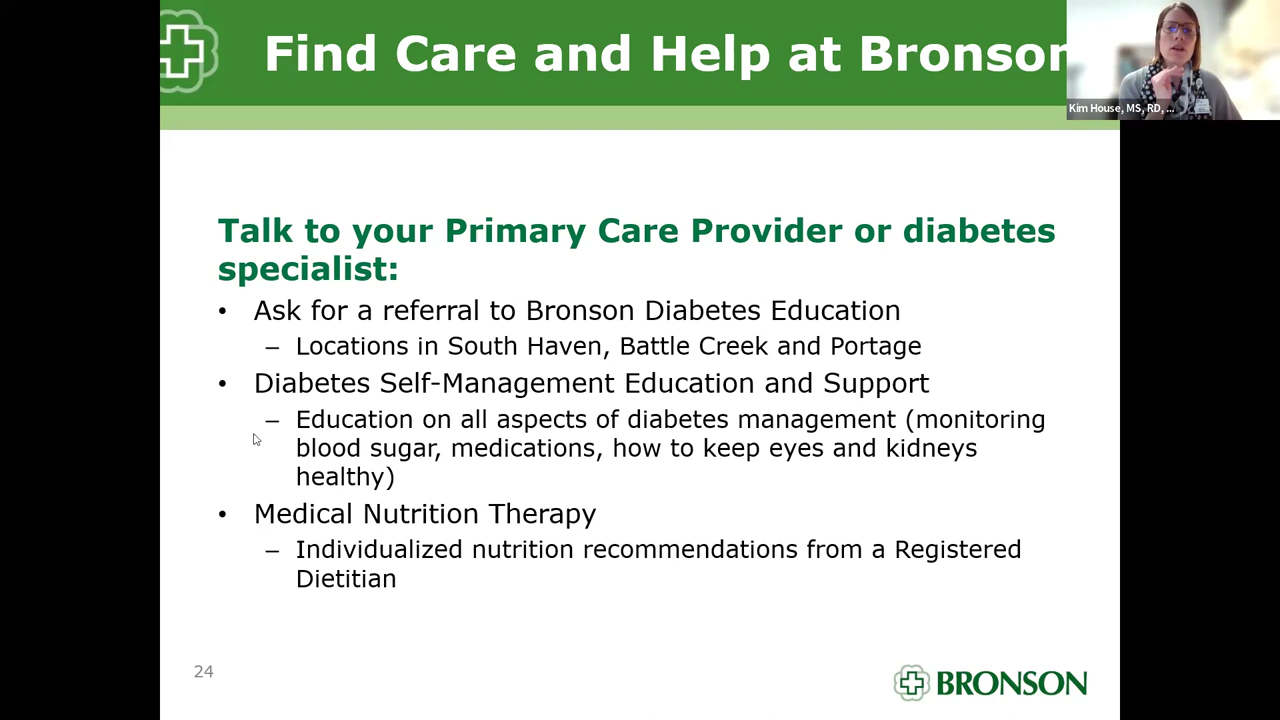 Find Care and Help at Bronson
Kim House, MS, RD, ...
Talk to your Primary Care Provider or diabetes
specialist:
• Ask for a referral to Bronson Diabetes Education
– Locations in South Haven, Battle Creek and Portage
• Diabetes Self-Management Education and Support
– Education on all aspects of diabetes management (monitoring
blood sugar, medications, how to keep eyes and kidneys
healthy)
• Medical Nutrition Therapy
– Individualized nutrition recommendations from a Registered
Dietitian
24
BRONSON